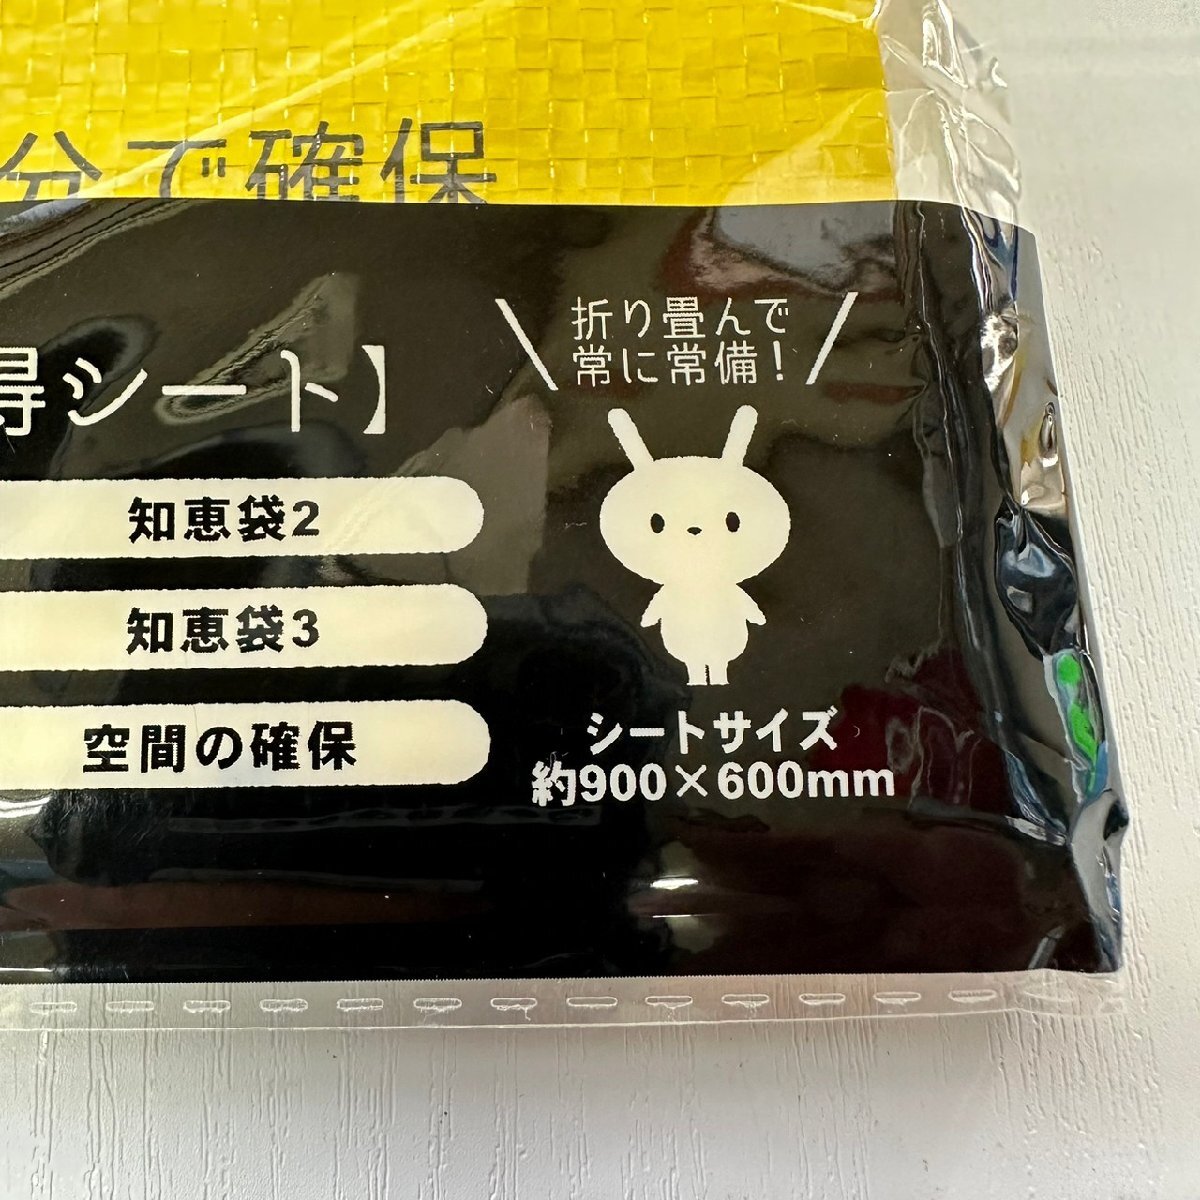 分で確保
得シート】
折り畳んで
常に常備！
知恵袋2
知恵袋3
空間の確保
シートサイズ
約900×600mm